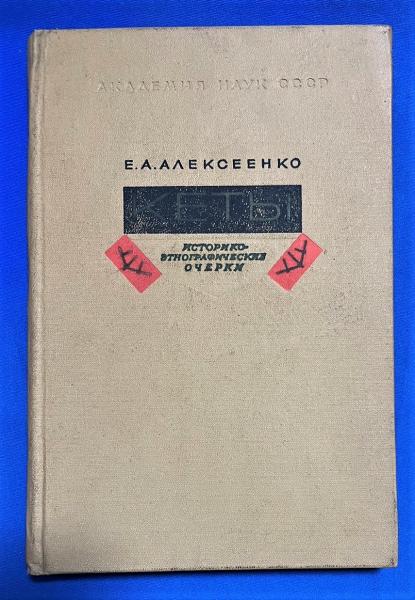 АКАДЕМИЯ НАУК СССР
Е.А.АЛЕКСЕЕНКО
КЕТЫ
ИСТОРИКО-
ЭТНОГРАФИЧЕСКИЕ
ОЧЕРКИ